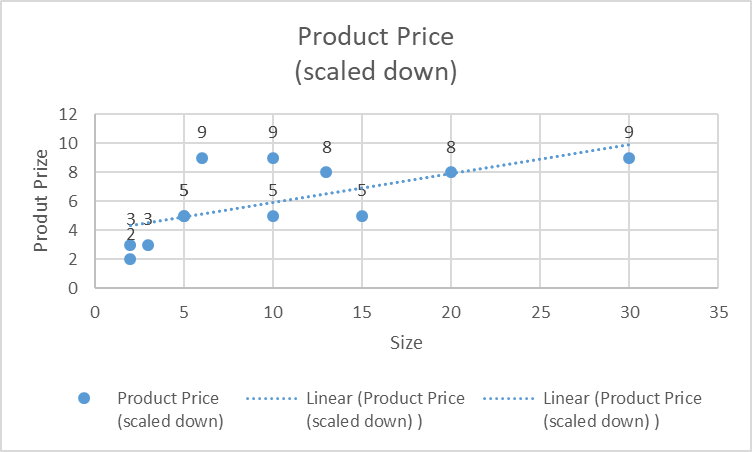 Product Price
(scaled down)
12
10
8
6
4
2
0
Produt Prize
9 9 8 8 9
5 5 5
3 3
2
0 5 10 15 20 25 30 35
Size
Product Price
(scaled down)
Linear (Product Price
(scaled down) )
Linear (Product Price
(scaled down) )